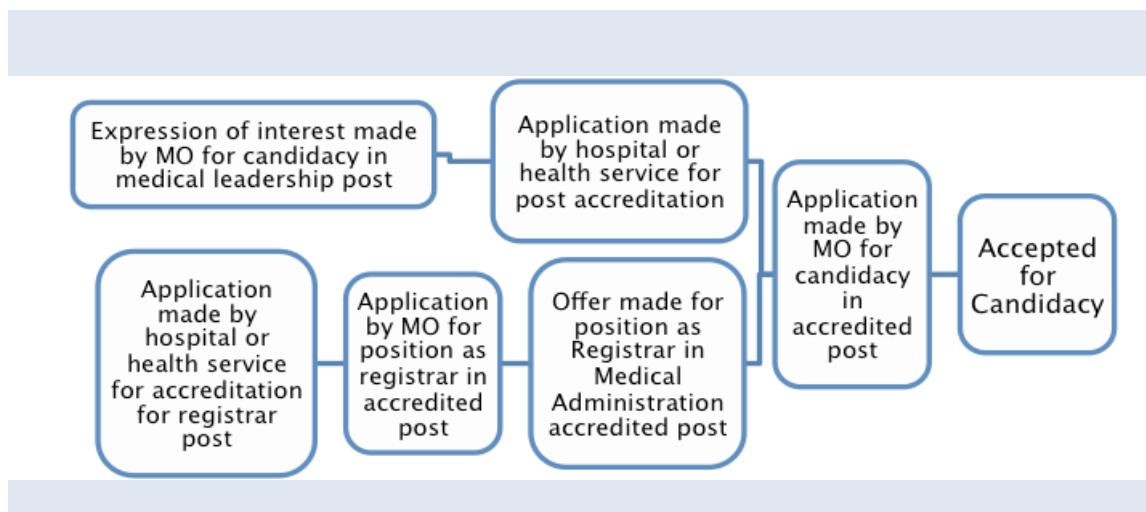 Expression of interest made
by MO for candidacy in
medical leadership post
Application made
by hospital or
health service for
post accreditation
Application made
made by
hospital or
health service
for accreditation
for registrar
post
Application
by MO for
position as
registrar in
accredited
post
Offer made for
position as
Registrar in
Medical
Administration
accredited post
Application
made by
MO for
candidacy
in
accredited
post
Accepted
for
Candidacy